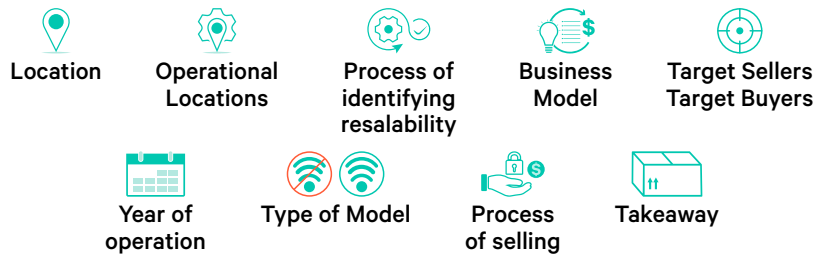 Location
Operational
Locations
Process of
identifying
resalability
$
Business
Model
Target Sellers
Target Buyers
Year of
operation
Type of Model
$
Process
of selling
Takeaway